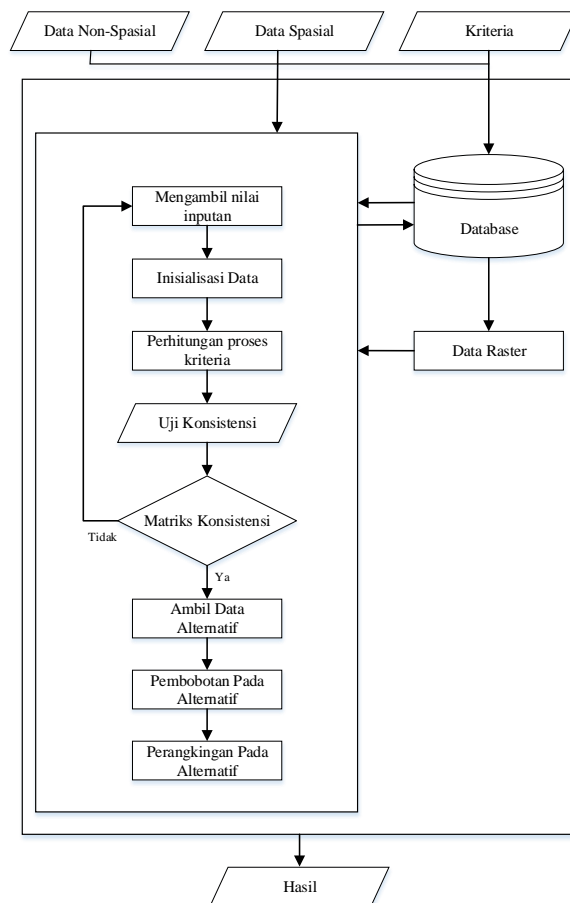 Data Non-Spasial
Data Spasial
Kriteria
Mengambil nilai
inputan
Database
Inisialisasi Data
Perhitungan proses
kriteria
Data Raster
Uji Konsistensi
Matriks Konsistensi
Tidak
Ya
Ambil Data
Alternatif
Pembobotan Pada
Alternatif
Perangkingan Pada
Alternatif
Hasil